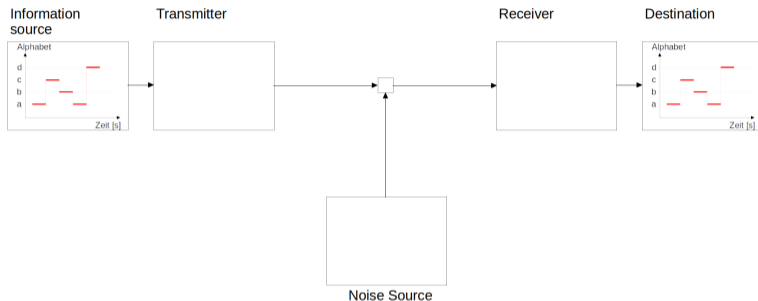 Information
source
Transmitter
Receiver
Destination
Alphabet
d
c
b
a
Zeit [s]
Alphabet
d
c
b
a
Zeit [s]
Noise Source